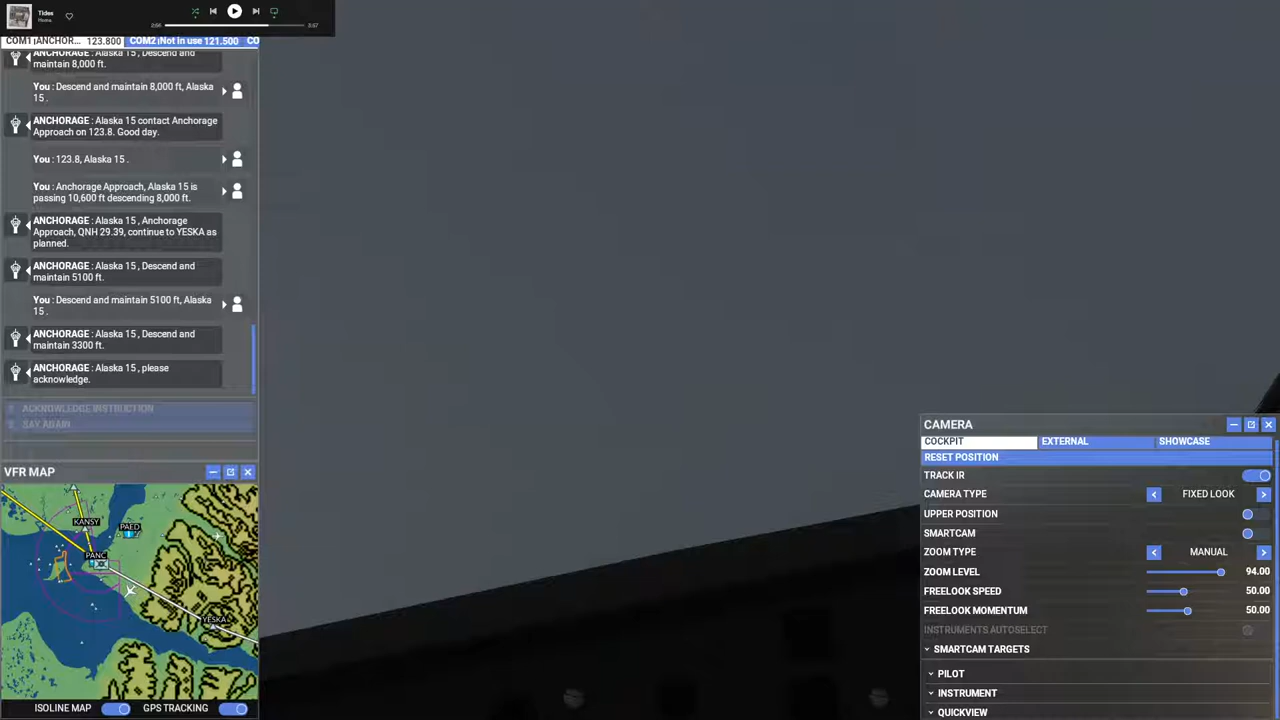 Tides
Home
2:56
3:57
COM1 |ANCHOR... 123.800
COM2 |Not in use 121.500
CO
ANCHORAGE : Alaska 15 , Descend and
maintain 8,000 ft.
You : Descend and maintain 8,000 ft, Alaska
15 .
ANCHORAGE : Alaska 15 contact Anchorage
Approach on 123.8. Good day.
You : 123.8, Alaska 15 .
You : Anchorage Approach, Alaska 15 is
passing 10,600 ft descending 8,000 ft.
ANCHORAGE : Alaska 15 , Anchorage
Approach, QNH 29.39, continue to YESKA as
planned.
ANCHORAGE : Alaska 15 , Descend and
maintain 5100 ft.
You : Descend and maintain 5100 ft, Alaska
15 .
ANCHORAGE : Alaska 15 , Descend and
maintain 3300 ft.
ANCHORAGE : Alaska 15 , please
acknowledge.
ACKNOWLEDGE INSTRUCTION
SAY AGAIN
VFR MAP
KANSY
PAED
PANC
YESKA
ISOLINE MAP
GPS TRACKING
CAMERA
COCKPIT
EXTERNAL
SHOWCASE
RESET POSITION
TRACK IR
CAMERA TYPE < FIXED LOOK >
UPPER POSITION
SMARTCAM
ZOOM TYPE < MANUAL >
ZOOM LEVEL 94.00
FREELOOK SPEED 50.00
FREELOOK MOMENTUM 50.00
INSTRUMENTS AUTOSELECT
SMARTCAM TARGETS
PILOT
INSTRUMENT
QUICKVIEW